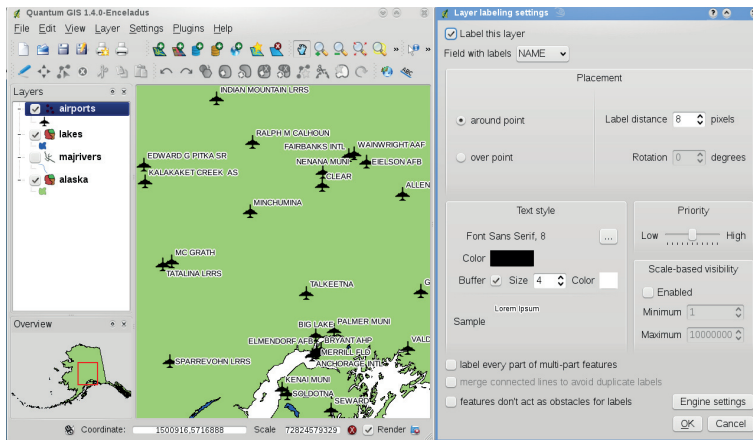 Quantum GIS 1.4.0-Enceladus
File Edit View Layer Settings Plugins Help
Layers
airports
lakes
majrivers
alaska
Overview
INDIAN MOUNTAIN LRRS
RALPH M CALHOUN
FAIRBANKS INTL
WAINWRIGHT AAF
EDWARD G PITKA SR
NENANA MUNI
EIELSON AFB
KALAKAKET CREEK AS
CLEAR
ALLEN
MINCHUMINA
MC GRATH
TATALINA LRRS
TALKEETNA
G
BIG LAKE
PALMER MUNI
ELMENDORF AFB
BRYANT AHP
VALD
MERRILL FLD
SPARREVOHN LRRS
ANCHORAGE INTL
KENAI MUNI
SOLDOTNA
SEWARD
Coordinate: 1500916,5716888 Scale 72824579329 Render
Layer labeling settings
Label this layer
Field with labels NAME
Placement
around point
Label distance 8 pixels
over point
Rotation 0 degrees
Text style
Font Sans Serif, 8 ...
Color
Buffer Size 4 Color
Lorem Ipsum
Sample
Priority
Low High
Scale-based visibility
Enabled
Minimum 1
Maximum 10000000
label every part of multi-part features
merge connected lines to avoid duplicate labels
features don't act as obstacles for labels
Engine settings
OK Cancel